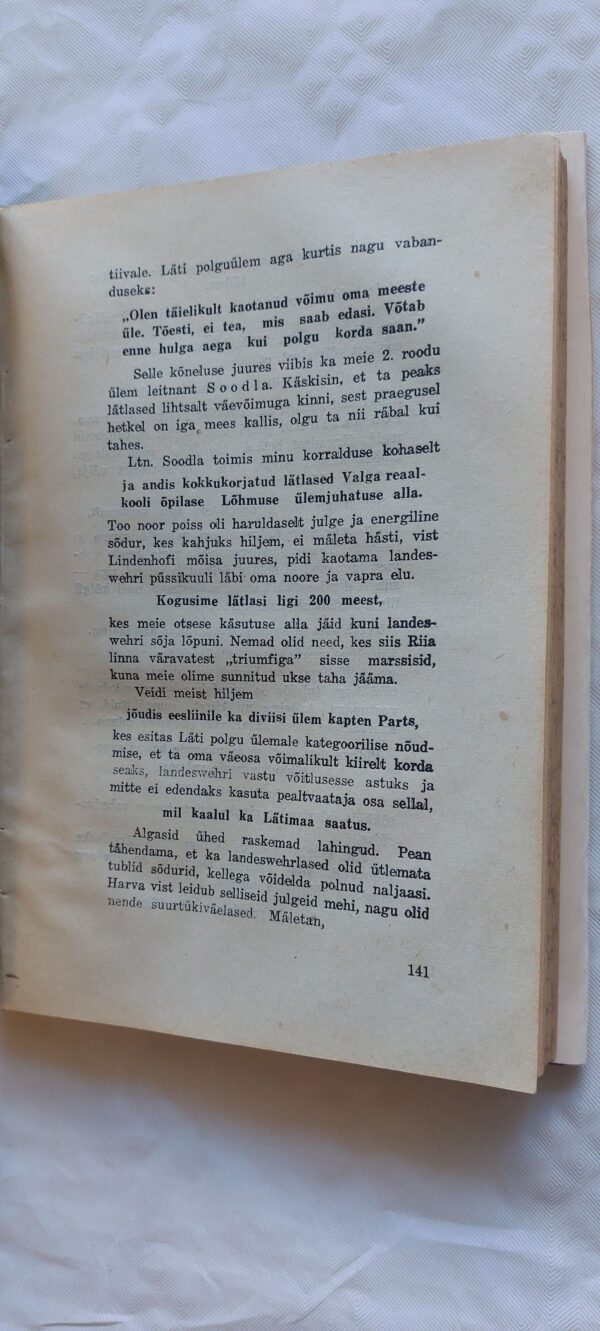 tiivale. Läti polguülem aga kurtis nagu vaban-
duseks:
„Olen täielikult kaotanud võimu oma meeste
üle. Tõesti, ei tea, mis saab edasi. Võtab
enne hulga aega kui polgu korda saan.”
Selle kõneluse juures viibis ka meie 2. roodu
ülem leitnant S o o d l a. Käskisin, et ta peaks
lätlased lihtsalt väevõimuga kinni, sest praegusel
hetkel on iga mees kallis, olgu ta nii räbal kui
tahes.
Ltn. Soodla toimis minu korralduse kohaselt
ja andis kokkukorjatud lätlased Valga reaal-
kooli õpilase Lõhmuse ülemjuhatuse alla.
Too noor poiss oli haruldaselt julge ja energiline
sõdur, kes kahjuks hiljem, ei mäleta hästi, vist
Lindenhofi mõisa juures, pidi kaotama landes-
wehri püssikuuli läbi oma noore ja vapra elu.
Kogusime lätlasi ligi 200 meest,
kes meie otsese käsutuse alla jäid kuni landes-
wehri sõja lõpuni. Nemad olid need, kes siis Riia
linna väravatest „triumfiga” sisse marssisid,
kuna meie olime sunnitud ukse taha jääma.
Veidi meist hiljem
jõudis eesliinile ka diviisi ülem kapten Parts,
kes esitas Läti polgu ülemale kategoorilise nõud-
mise, et ta oma väeosa võimalikult kiirelt korda
seaks, landeswehri vastu võitlusesse astuks ja
mitte ei edendaks kasuta pealtvaataja osa sellal,
mil kaalul ka Lätimaa saatus.
Algasid ühed raskemad lahingud. Pean
tähendama, et ka landeswehrlased olid ütlemata
tublid sõdurid, kellega võidelda polnud naljaasi.
Harva vist leidub selliseid julgeid mehi, nagu olid
nende suurtükiväelased. Mäletan,
141